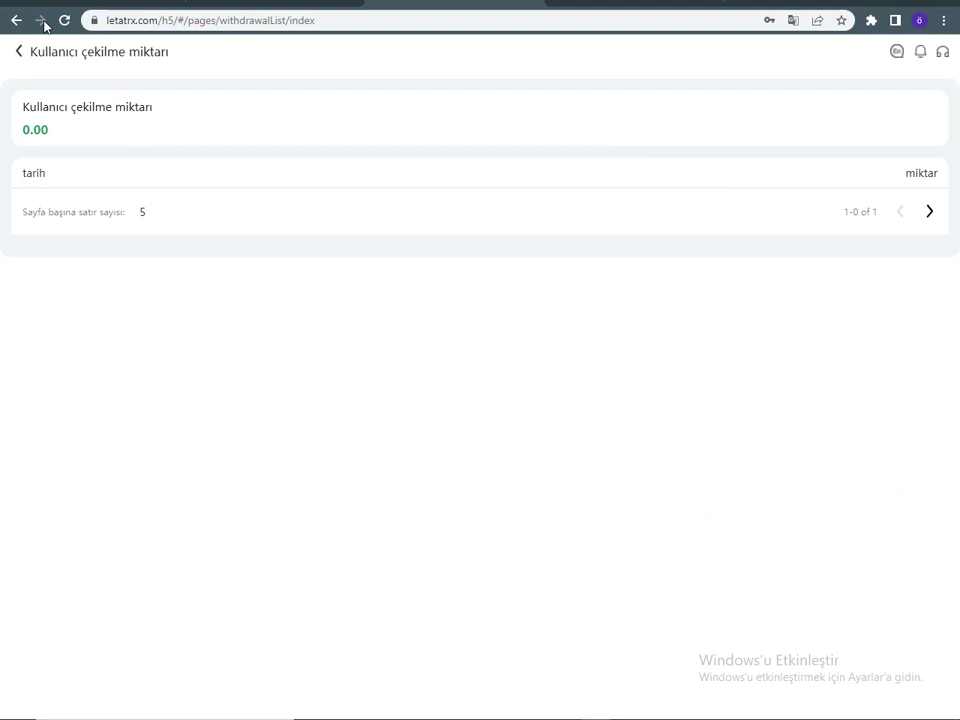 letatrx.com/h5/#/pages/withdrawalList/index
ö
Kullanıcı çekilme miktarı
En
Kullanıcı çekilme miktarı
0.00
tarih miktar
Sayfa başına satır sayısı: 5 1-0 of 1
Windows'u Etkinleştir
Windows'u etkinleştirmek için Ayarlar'a gidin.